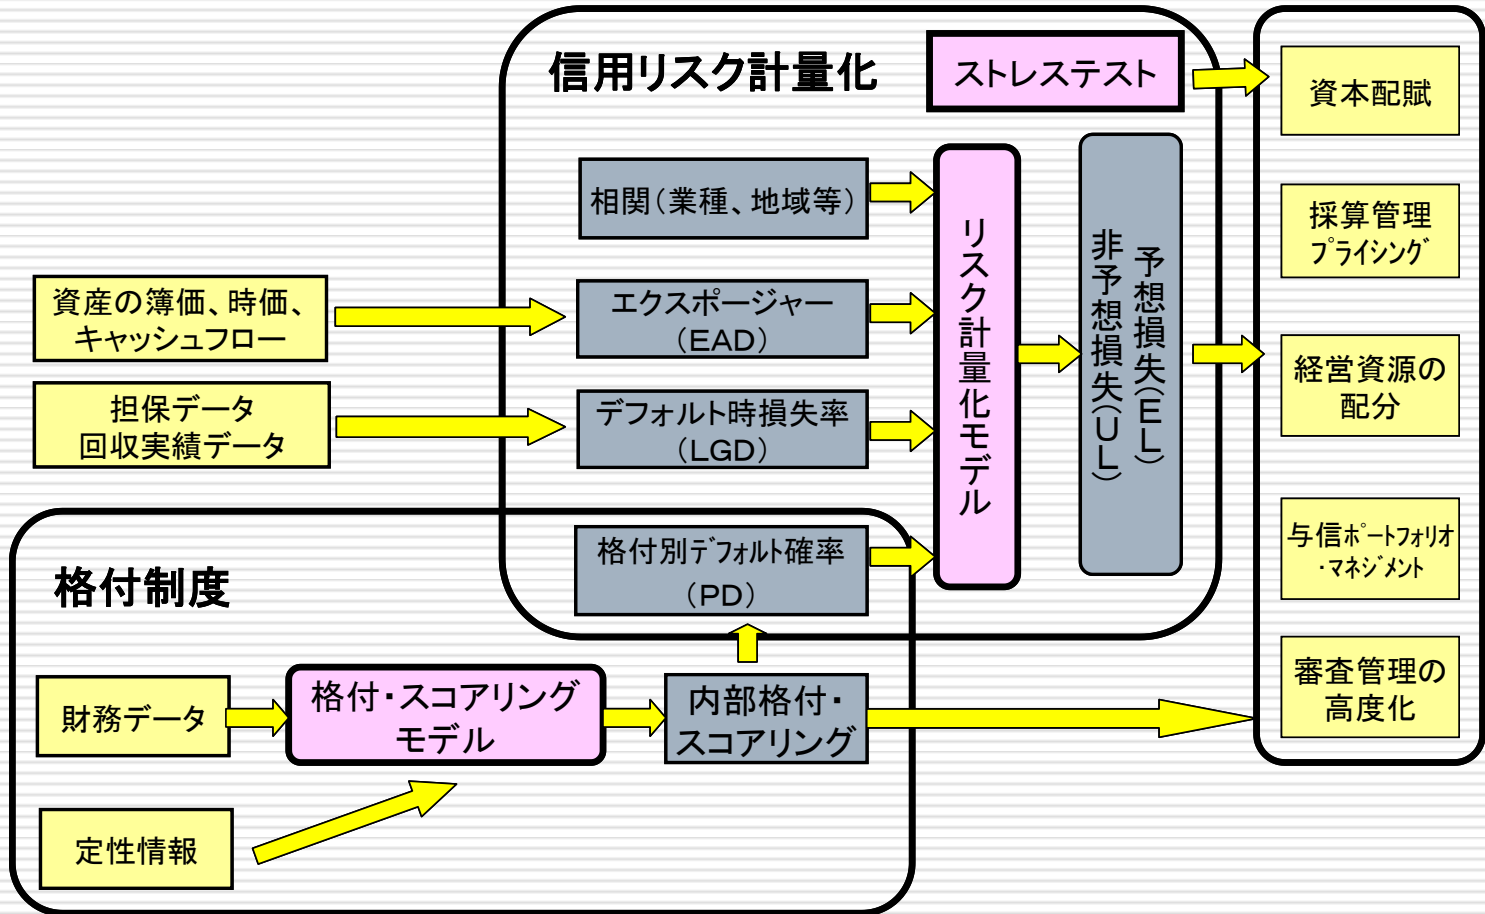 信用リスク計量化
ストレステスト
相関（業種、地域等）
資産の簿価、時価、
キャッシュフロー
エクスポージャー
（EAD）
担保データ
回収実績データ
デフォルト時損失率
（LGD）
格付別ﾃﾞﾌｫﾙﾄ確率
（PD）
リスク計量化モデル
予想損失（EL）
非予想損失（UL）
格付制度
財務データ
格付・スコアリング
モデル
内部格付・
スコアリング
定性情報
資本配賦
採算管理
ﾌﾟﾗｲｼﾝｸﾞ
経営資源の
配分
与信ﾎﾟｰﾄﾌｫﾘｵ
・ﾏﾈｼﾞﾒﾝﾄ
審査管理の
高度化